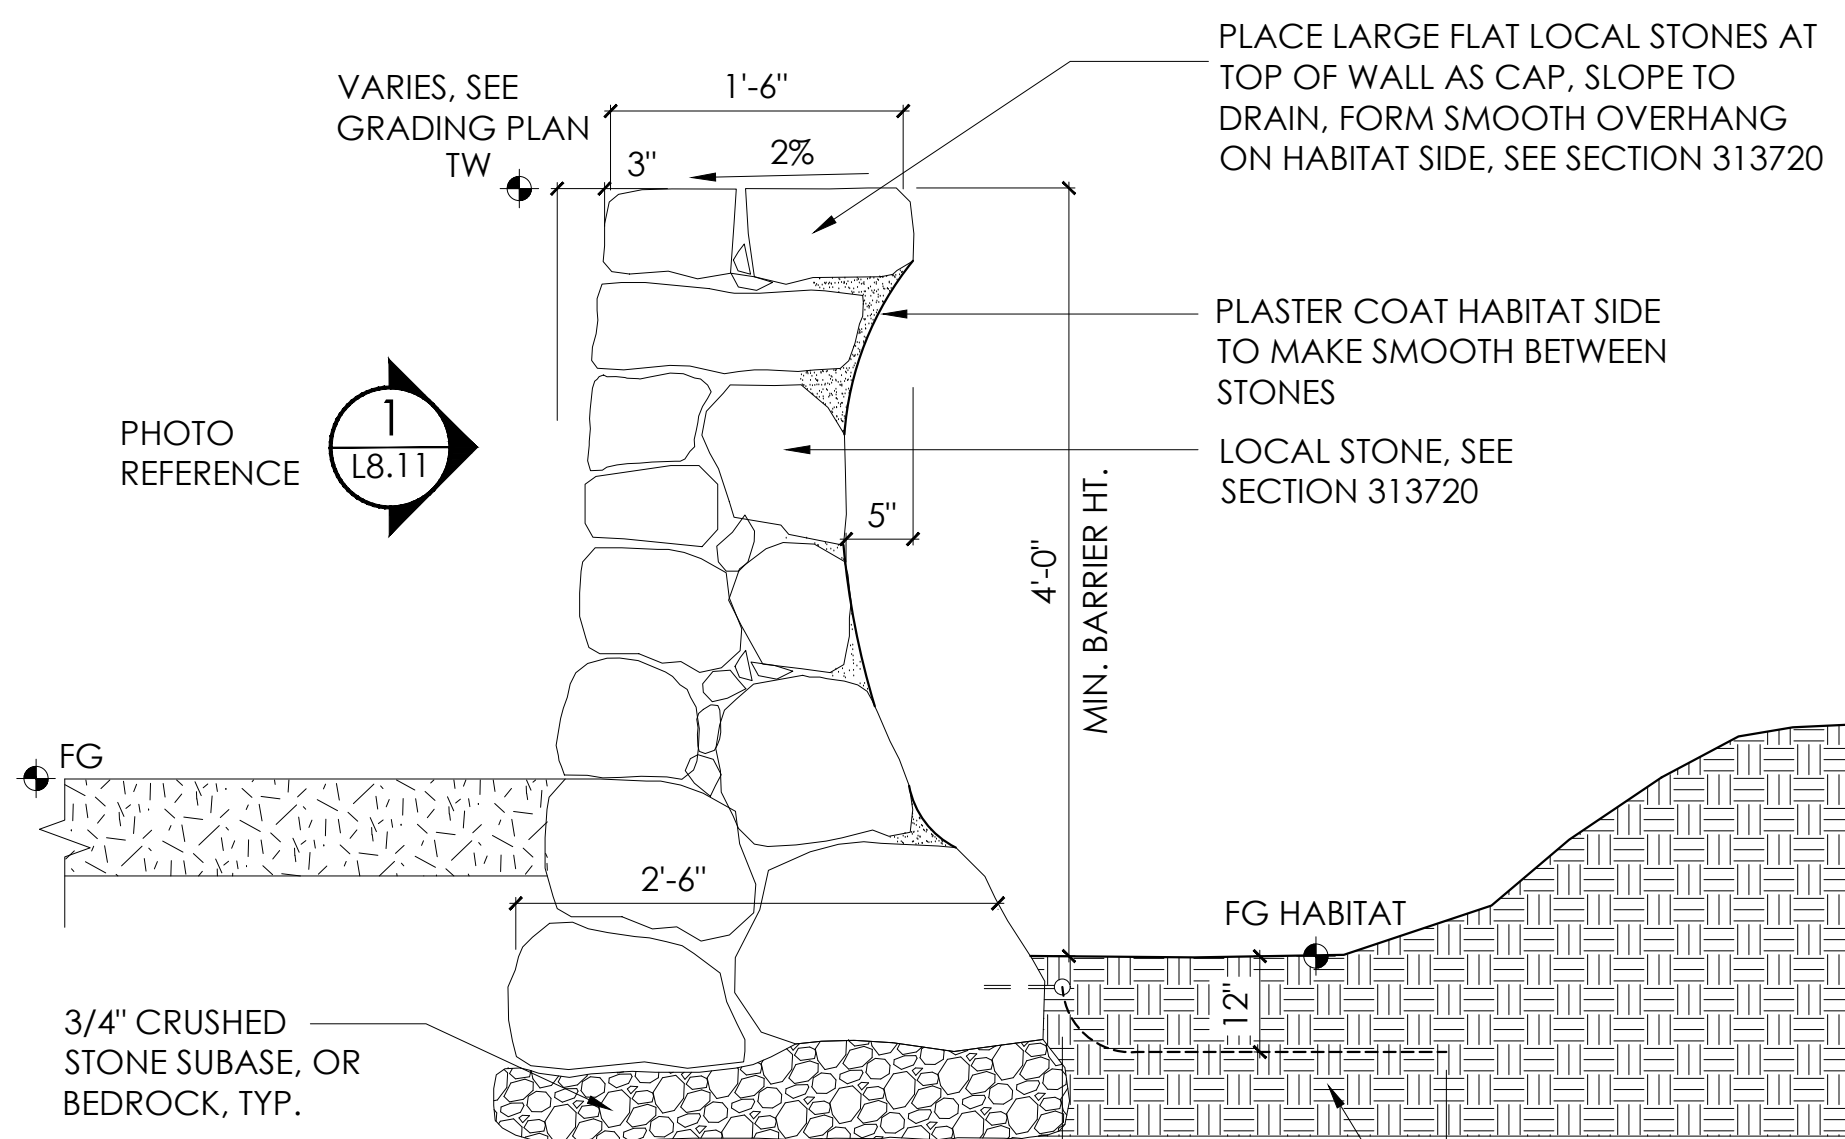 PLACE LARGE FLAT LOCAL STONES AT
TOP OF WALL AS CAP, SLOPE TO
DRAIN, FORM SMOOTH OVERHANG
ON HABITAT SIDE, SEE SECTION 313720
VARIES, SEE
GRADING PLAN
TW
1'-6"
3"
2%
PLASTER COAT HABITAT SIDE
TO MAKE SMOOTH BETWEEN
STONES
PHOTO
REFERENCE
1
L8.11
LOCAL STONE, SEE
SECTION 313720
5"
4'-0"
MIN. BARRIER HT.
FG
2'-6"
FG HABITAT
12"
3/4" CRUSHED
STONE SUBASE, OR
BEDROCK, TYP.